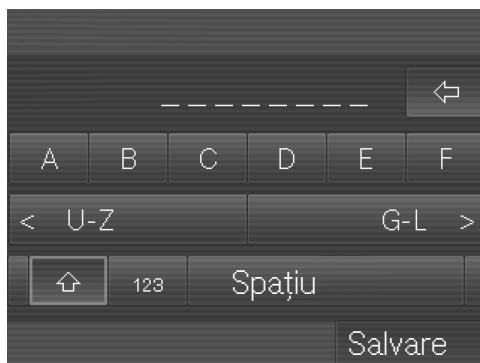 _ _ _ _ _ _ _ _ _
A B C D E F
< U-Z G-L >
123 Spațiu
Salvare